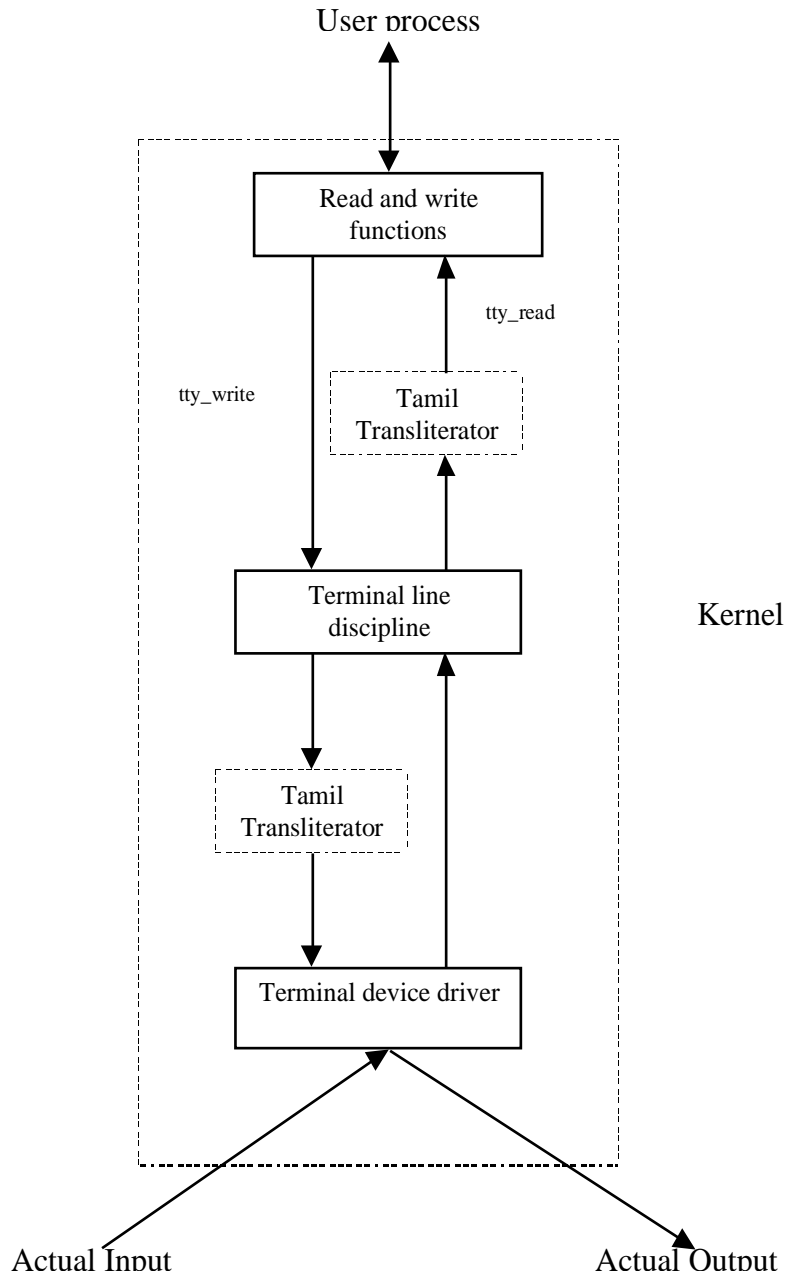 User process
Read and write
functions
tty_read
tty_write
Tamil
Transliterator
Terminal line
discipline
Kernel
Tamil
Transliterator
Terminal device driver
Actual Input
Actual Output